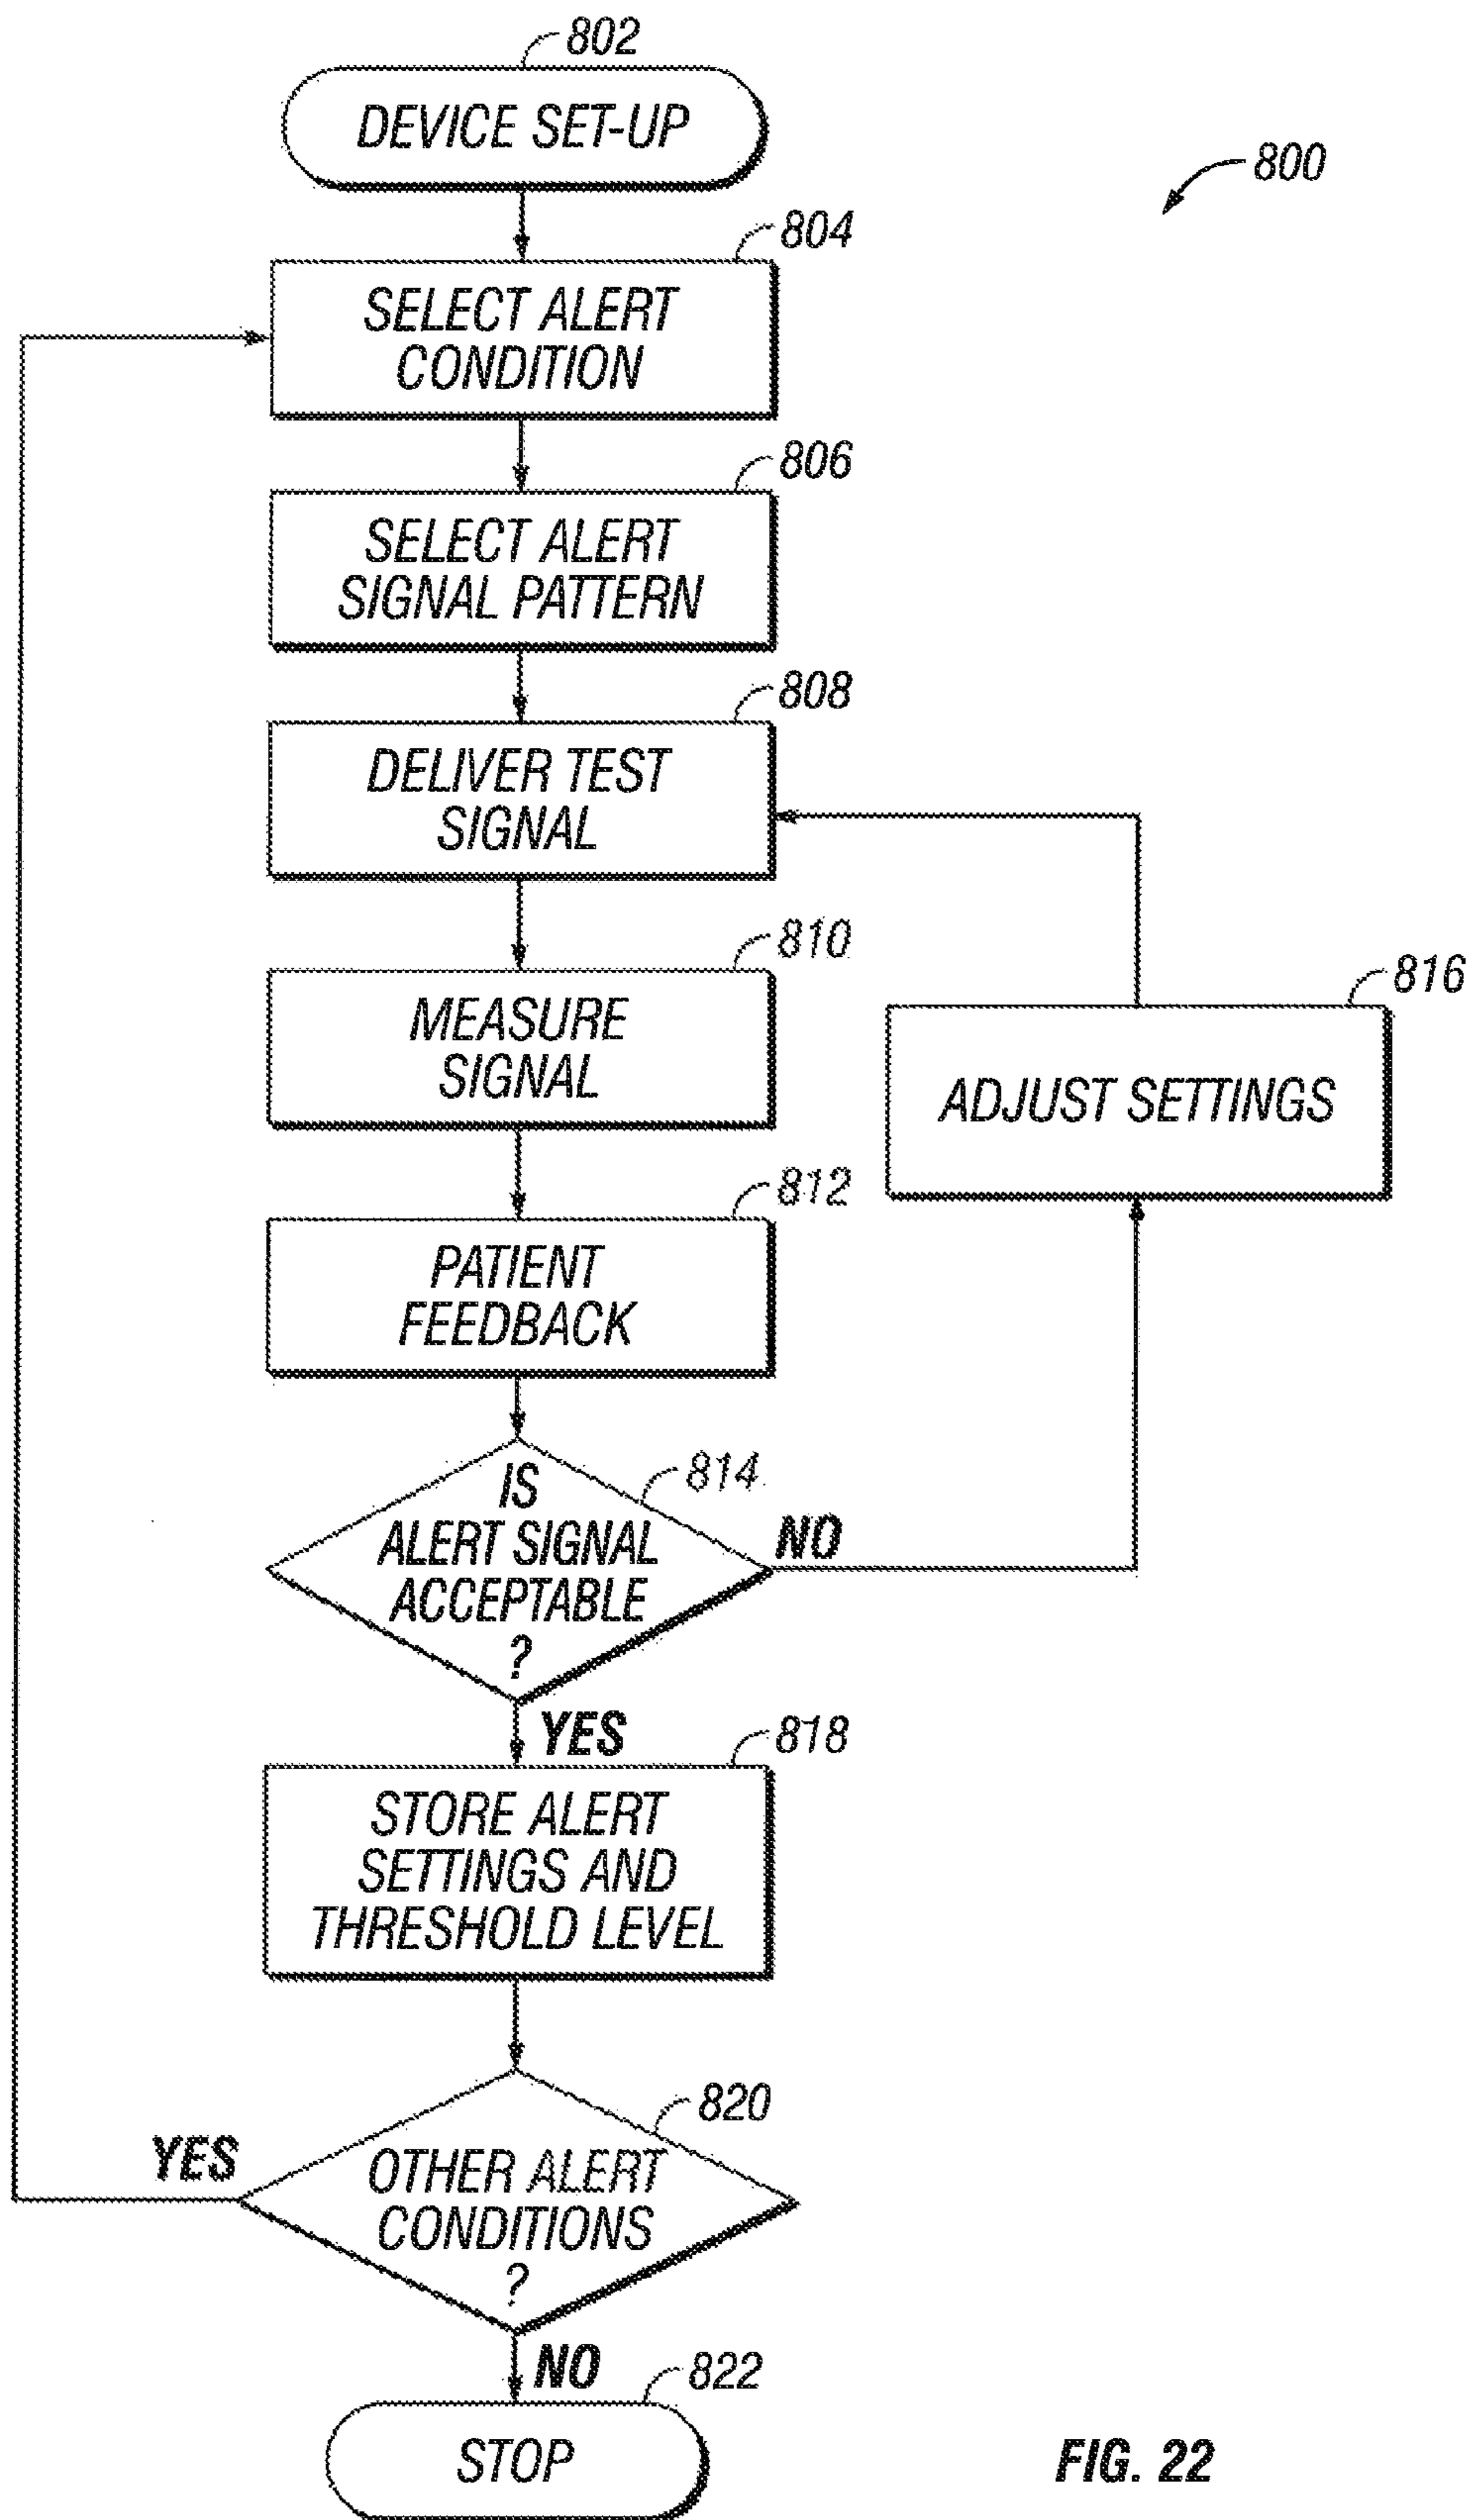 802
DEVICE SET-UP
800
804
SELECT ALERT
CONDITION
806
SELECT ALERT
SIGNAL PATTERN
808
DELIVER TEST
SIGNAL
810
MEASURE
SIGNAL
816
ADJUST SETTINGS
812
PATIENT
FEEDBACK
814
IS
ALERT SIGNAL
ACCEPTABLE
?
NO
YES
818
STORE ALERT
SETTINGS AND
THRESHOLD LEVEL
820
YES
OTHER ALERT
CONDITIONS
?
NO
822
STOP
FIG. 22